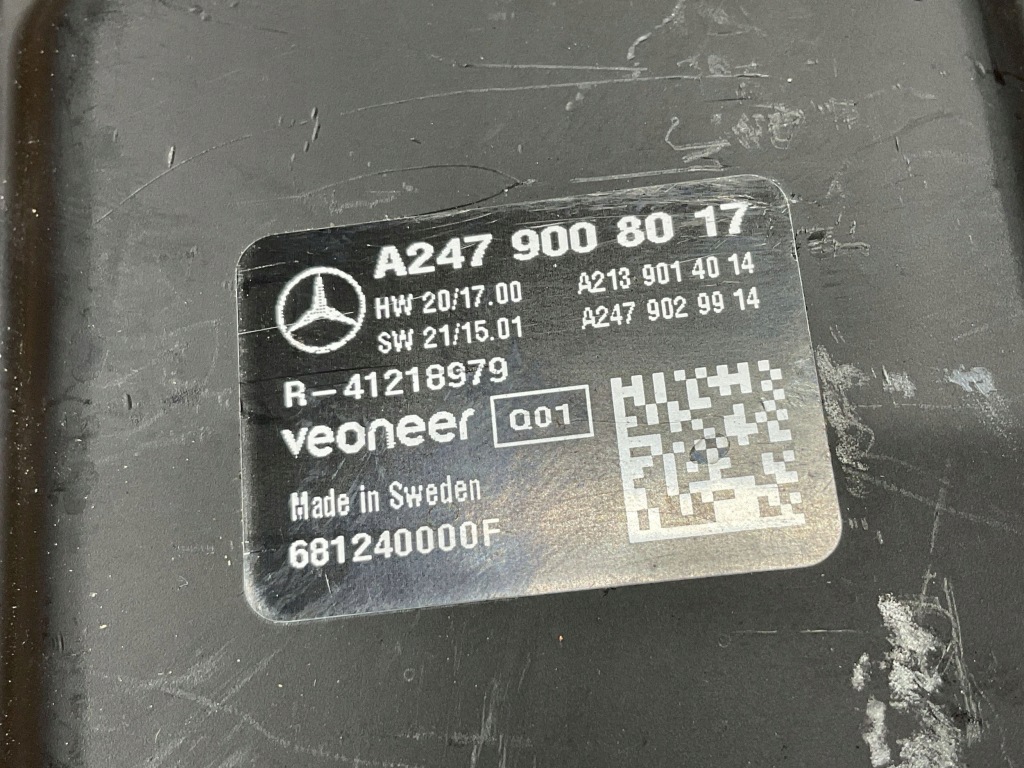 A247 900 80 17
HW 20/17.00 A213 901 40 14
SW 21/15.01 A247 902 99 14
R-41218979
veoneer Q01
Made in Sweden
681240000F